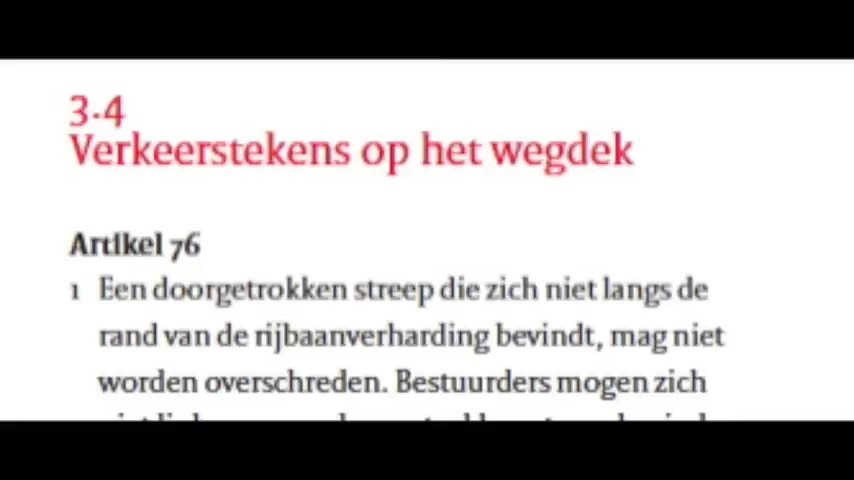 3.4
Verkeerstekens op het wegdek
Artikel 76
1 Een doorgetrokken streep die zich niet langs de
rand van de rijbaanverharding bevindt, mag niet
worden overschreden. Bestuurders mogen zich